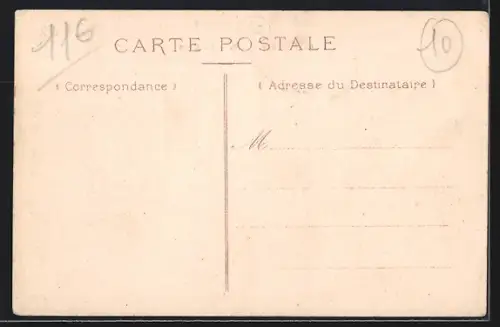 116
10
CARTE POSTALE
(Correspondance)
(Adresse du Destinataire)
M